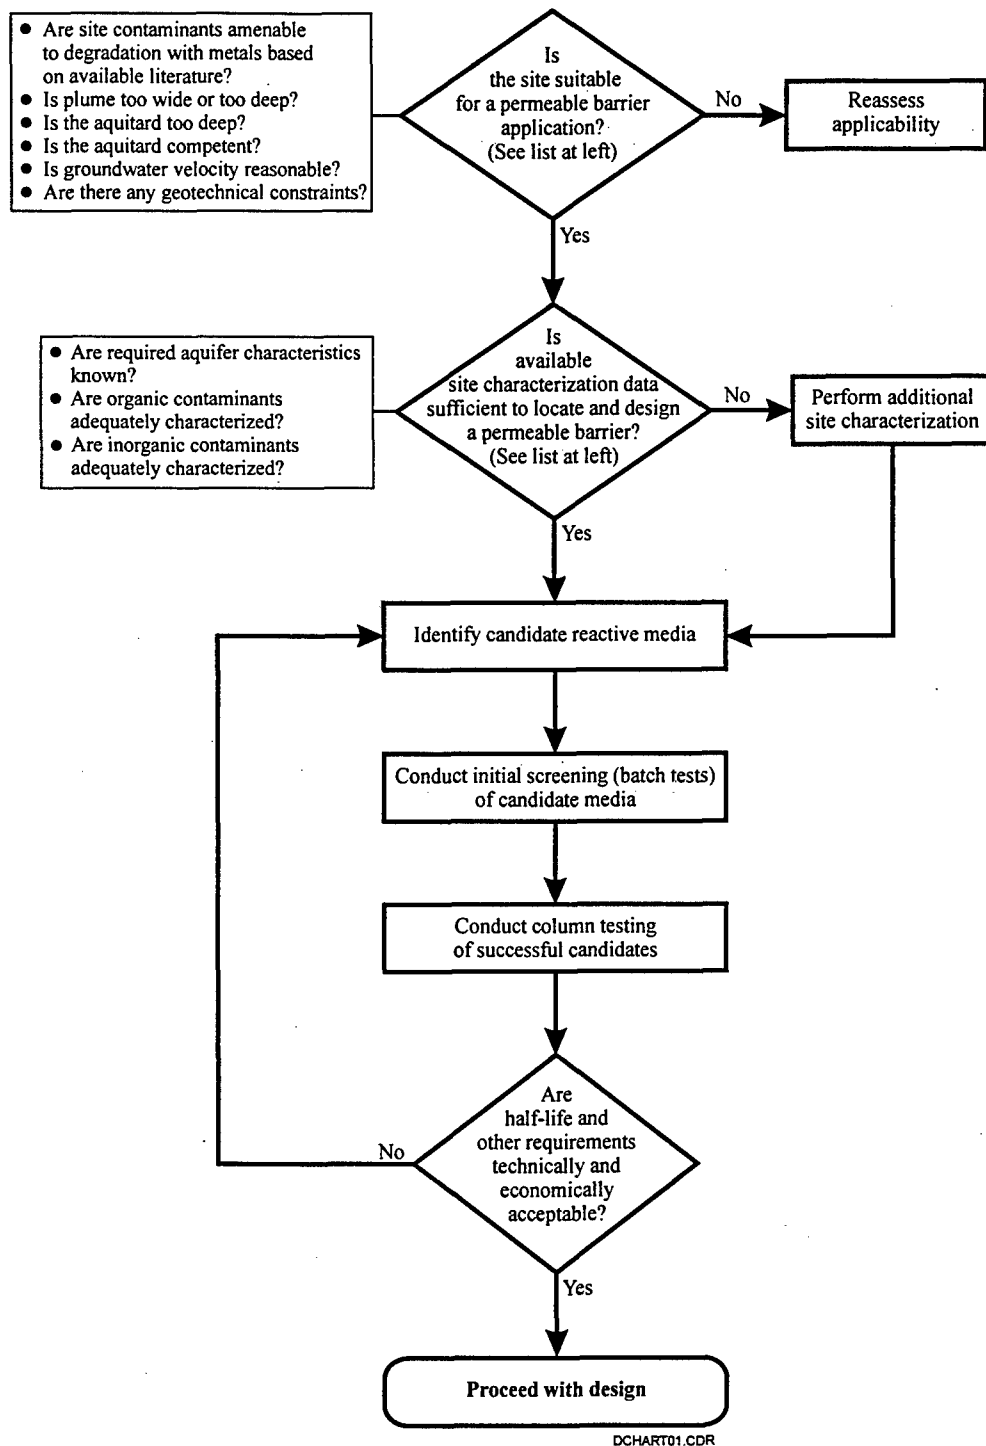 ● Are site contaminants amenable
to degradation with metals based
on available literature?
● Is plume too wide or too deep?
● Is the aquitard too deep?
● Is the aquitard competent?
● Is groundwater velocity reasonable?
● Are there any geotechnical constraints?
Is
the site suitable
for a permeable barrier
application?
(See list at left)
No
Reassess
applicability
Yes
● Are required aquifer characteristics
known?
● Are organic contaminants
adequately characterized?
● Are inorganic contaminants
adequately characterized?
Is
available
site characterization data
sufficient to locate and design
a permeable barrier?
(See list at left)
No
Perform additional
site characterization
Yes
Identify candidate reactive media
Conduct initial screening (batch tests)
of candidate media
Conduct column testing
of successful candidates
Are
half-life and
other requirements
technically and
economically
acceptable?
No
Yes
Proceed with design
DCHART01.CDR